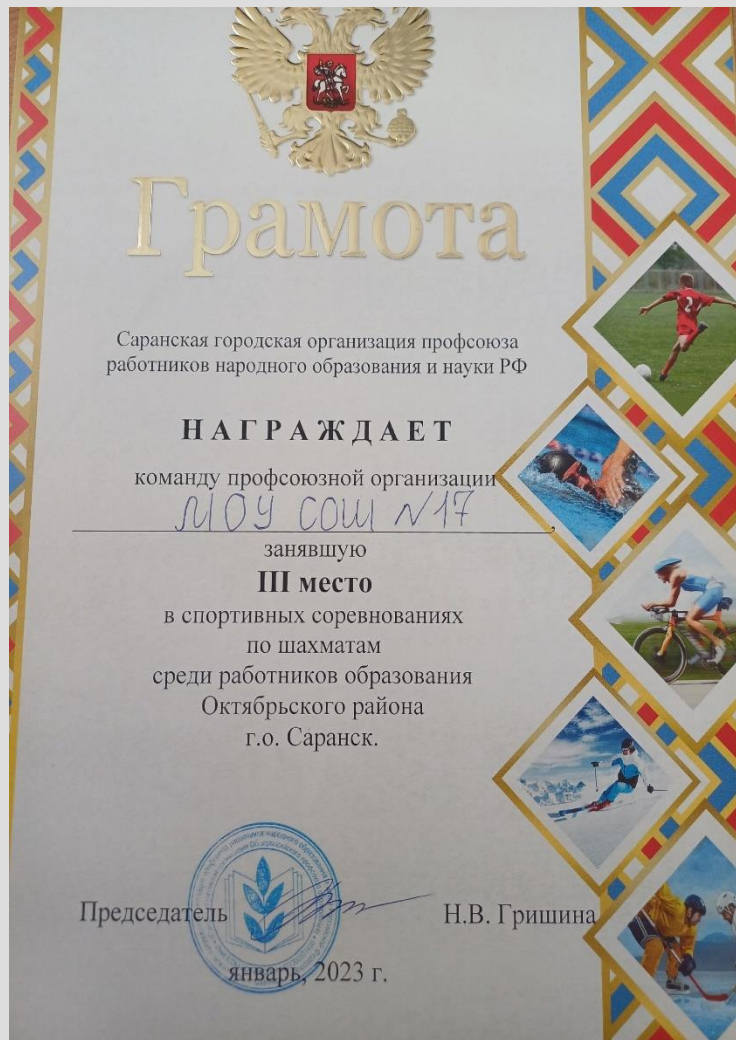 Грамота
Саранская городская организация профсоюза
работников народного образования и науки РФ
НАГРАЖДАЕТ
команду профсоюзной организации
МОУ СОШ N17,
занявшую
III место
в спортивных соревнованиях
по шахматам
среди работников образования
Октябрьского района
г.о. Саранск.
Председатель Н.В. Гришина
январь, 2023 г.